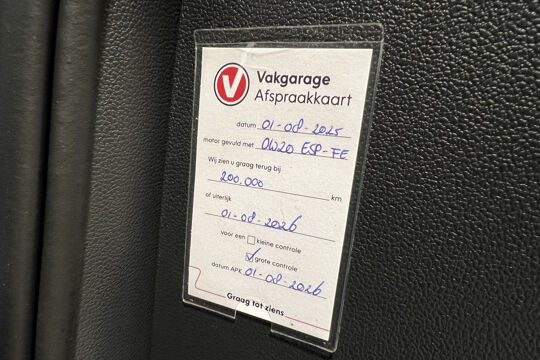 V Vakgarage
Afspraakkaart
datum 01-08-2025
motor gevuld met 0W20 ESP-FE
Wij zien u graag terug bij
200.000 km
of uiterlijk
01-08-2026
voor een kleine controle
grote controle
datum APK 01-08-2026
Graag tot ziens